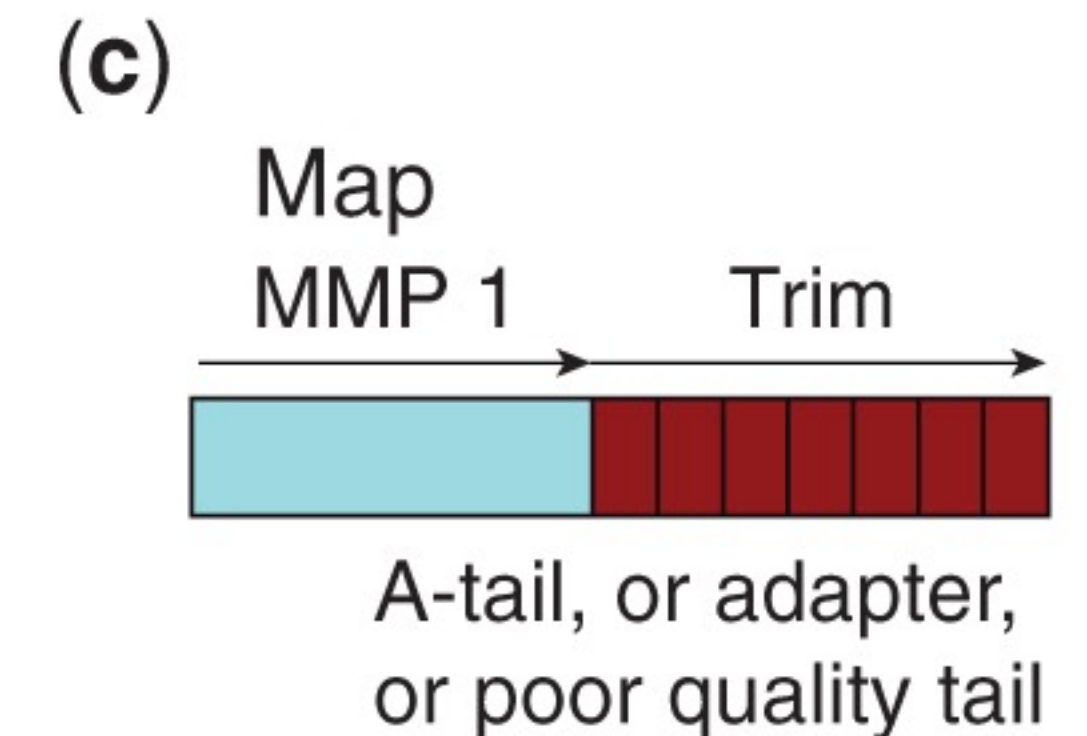 (c)
Map
MMP 1 Trim
A-tail, or adapter,
or poor quality tail